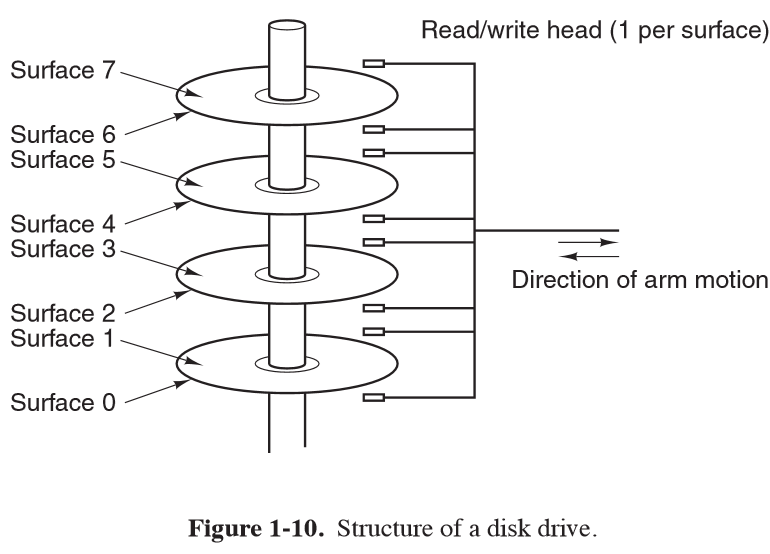 Read/write head (1 per surface)
Surface 7
Surface 6
Surface 5
Surface 4
Surface 3
Direction of arm motion
Surface 2
Surface 1
Surface 0
Figure 1-10. Structure of a disk drive.